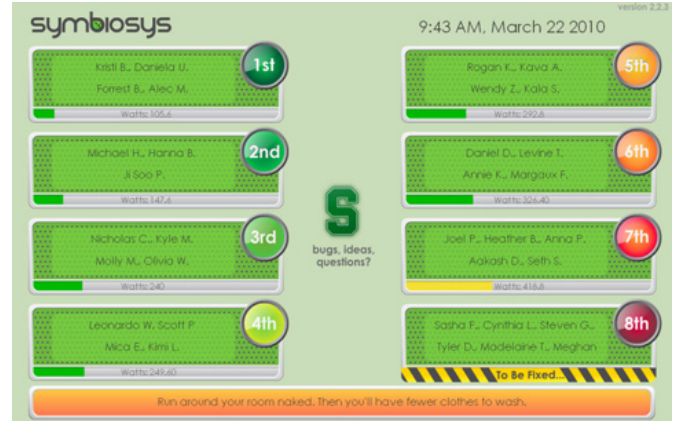 version 2.2.3
symbiosys
9:43 AM, March 22 2010
Kristi B., Daniela U.
Forrest B., Alec M.
1st
Watts: 105.6
Michael H., Hanna B.
Ji Soo P.
2nd
Watts: 147.6
Nicholas C., Kyle M.
Molly M., Olivia W.
3rd
Watts: 240
Leonardo W. Scott P
Mica E., Kimi L.
4th
Watts: 249.60
S
bugs, ideas,
questions?
Rogan K., Kava A.
Wendy Z., Kala S.
5th
Watts: 292.8
Daniel D., Levine T.
Annie K., Margaux F.
6th
Watts: 326.40
Joel P., Heather B., Anna P.
Aakash D., Seth S.
7th
Watts: 418.8
Sasha F., Cynthia L., Steven G.,
Tyler D., Madelaine T., Meghan
8th
To Be Fixed...
Run around your room naked. Then you'll have fewer clothes to wash.